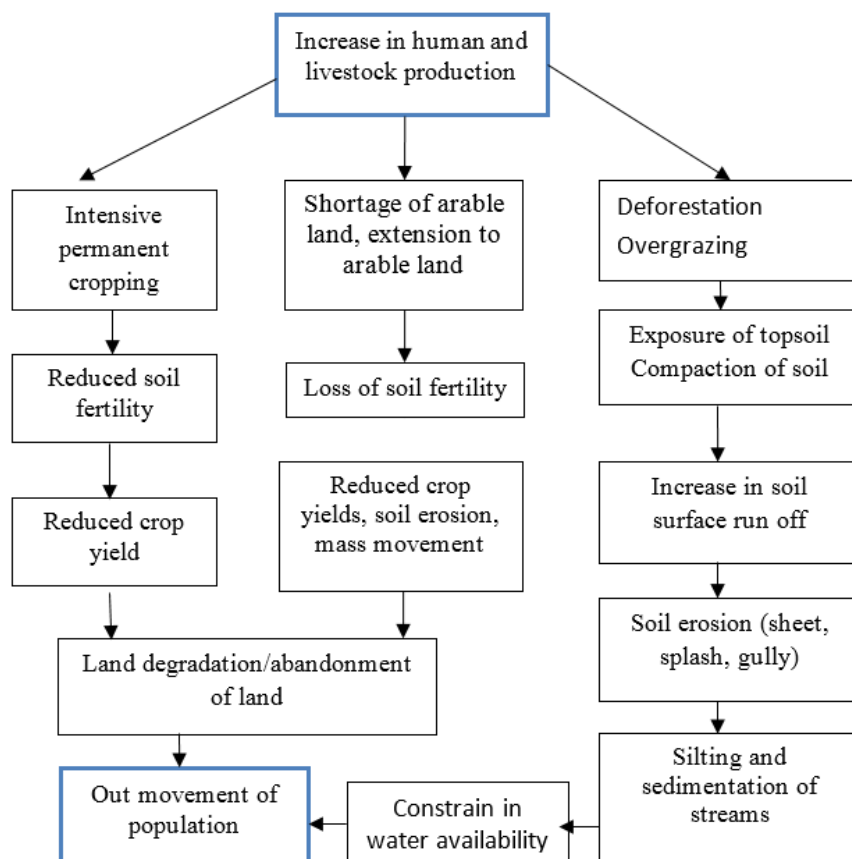 Increase in human and
livestock production
Intensive
permanent
cropping
Shortage of arable
land, extension to
arable land
Deforestation
Overgrazing
Reduced soil
fertility
Loss of soil fertility
Exposure of topsoil
Compaction of soil
Reduced crop
yield
Reduced crop
yields, soil erosion,
mass movement
Increase in soil
surface run off
Land degradation/abandonment
of land
Soil erosion (sheet,
splash, gully)
Out movement of
population
Constrain in
water availability
Silting and
sedimentation of
streams